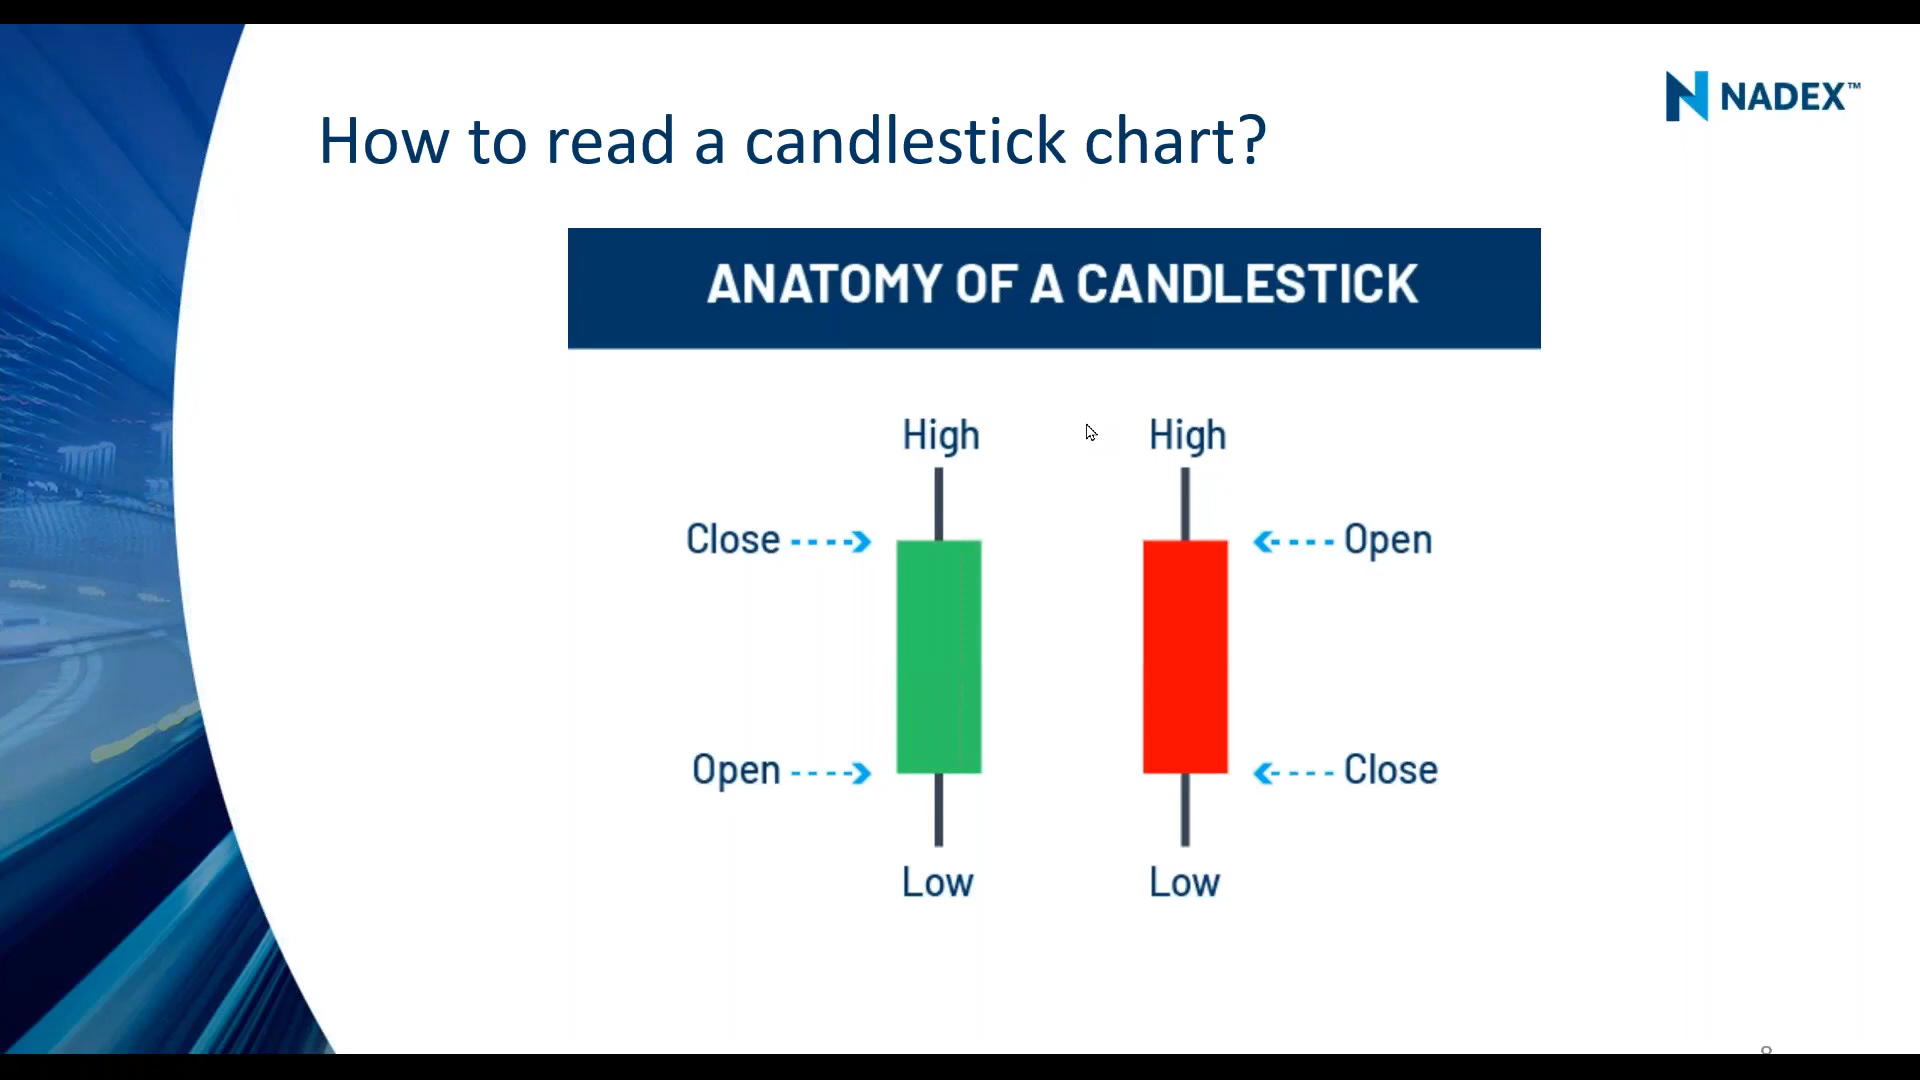 NADEX™
How to read a candlestick chart?
ANATOMY OF A CANDLESTICK
High High
Close Open
Open Close
Low Low